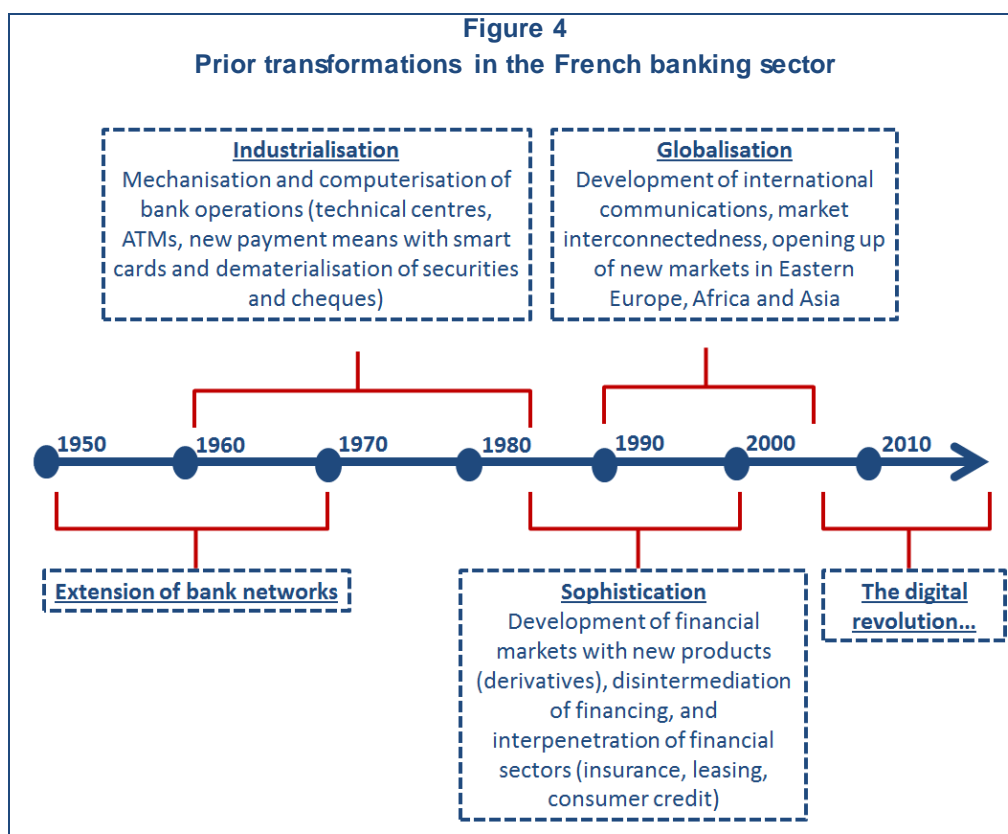 Figure 4
Prior transformations in the French banking sector
Industrialisation
Mechanisation and computerisation of
bank operations (technical centres,
ATMs, new payment means with smart
cards and dematerialisation of securities
and cheques)
Globalisation
Development of international
communications, market
interconnectedness, opening up
of new markets in Eastern
Europe, Africa and Asia
1950
1960
1970
1980
1990
2000
2010
Extension of bank networks
Sophistication
Development of financial
markets with new products
(derivatives), disintermediation
of financing, and
interpenetration of financial
sectors (insurance, leasing,
consumer credit)
The digital
revolution...